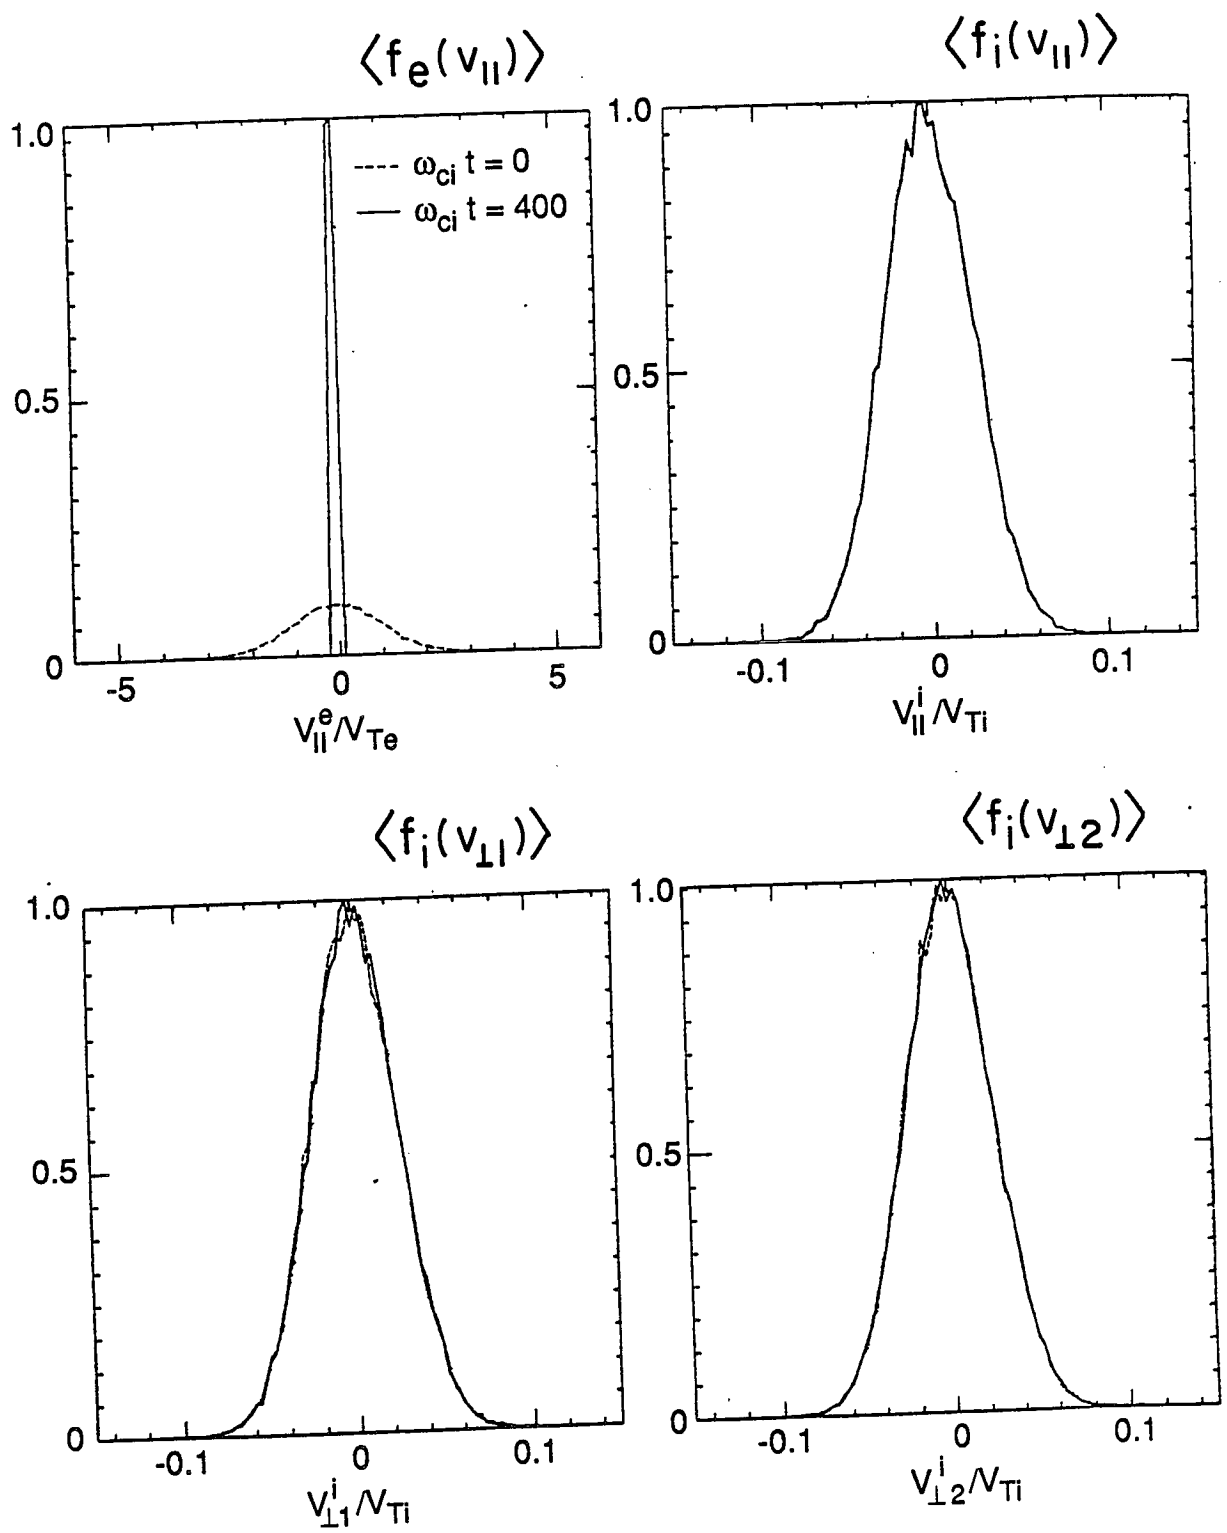 ⟨fe(v||)⟩
1.0
0.5
0
---- ωci t = 0
— ωci t = 400
-5 0 5
V||^e/VTe
⟨fi(v||)⟩
1.0
0.5
0
-0.1 0 0.1
V||^i/VTi
⟨fi(v⊥1)⟩
1.0
0.5
0
-0.1 0 0.1
V⊥1^i/VTi
⟨fi(v⊥2)⟩
1.0
0.5
0
-0.1 0 0.1
V⊥2^i/VTi